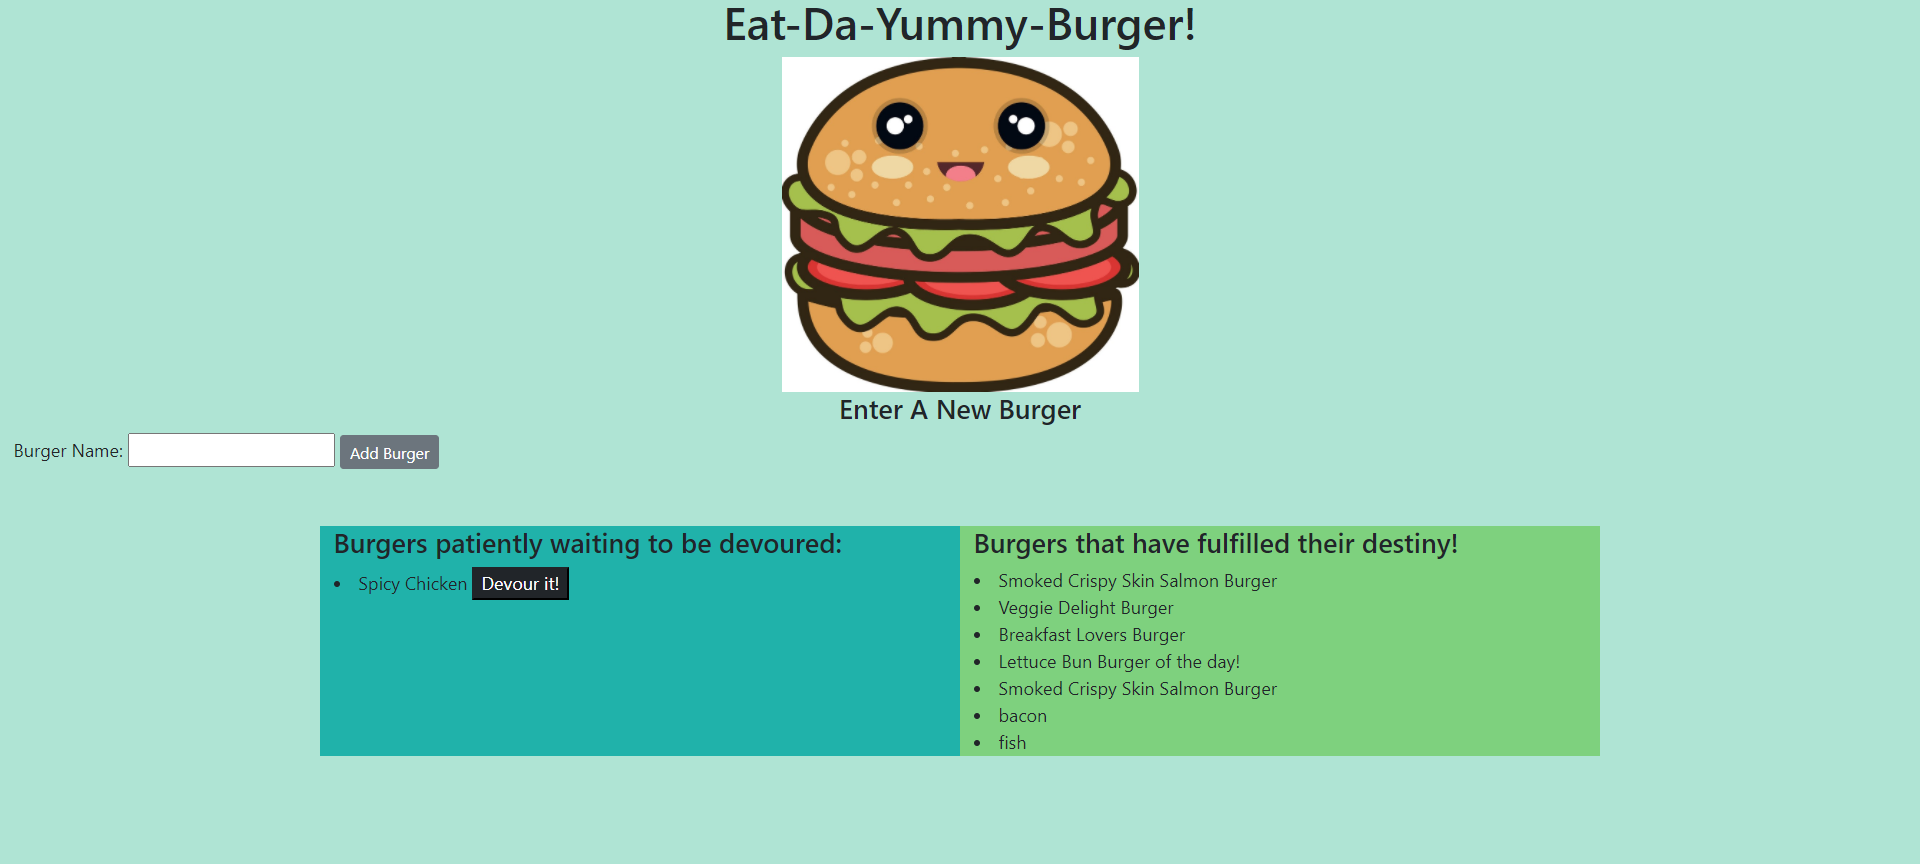 Eat-Da-Yummy-Burger!
Enter A New Burger
Burger Name: Add Burger
Burgers patiently waiting to be devoured:
Spicy Chicken Devour it!
Burgers that have fulfilled their destiny!
Smoked Crispy Skin Salmon Burger
Veggie Delight Burger
Breakfast Lovers Burger
Lettuce Bun Burger of the day!
Smoked Crispy Skin Salmon Burger
bacon
fish